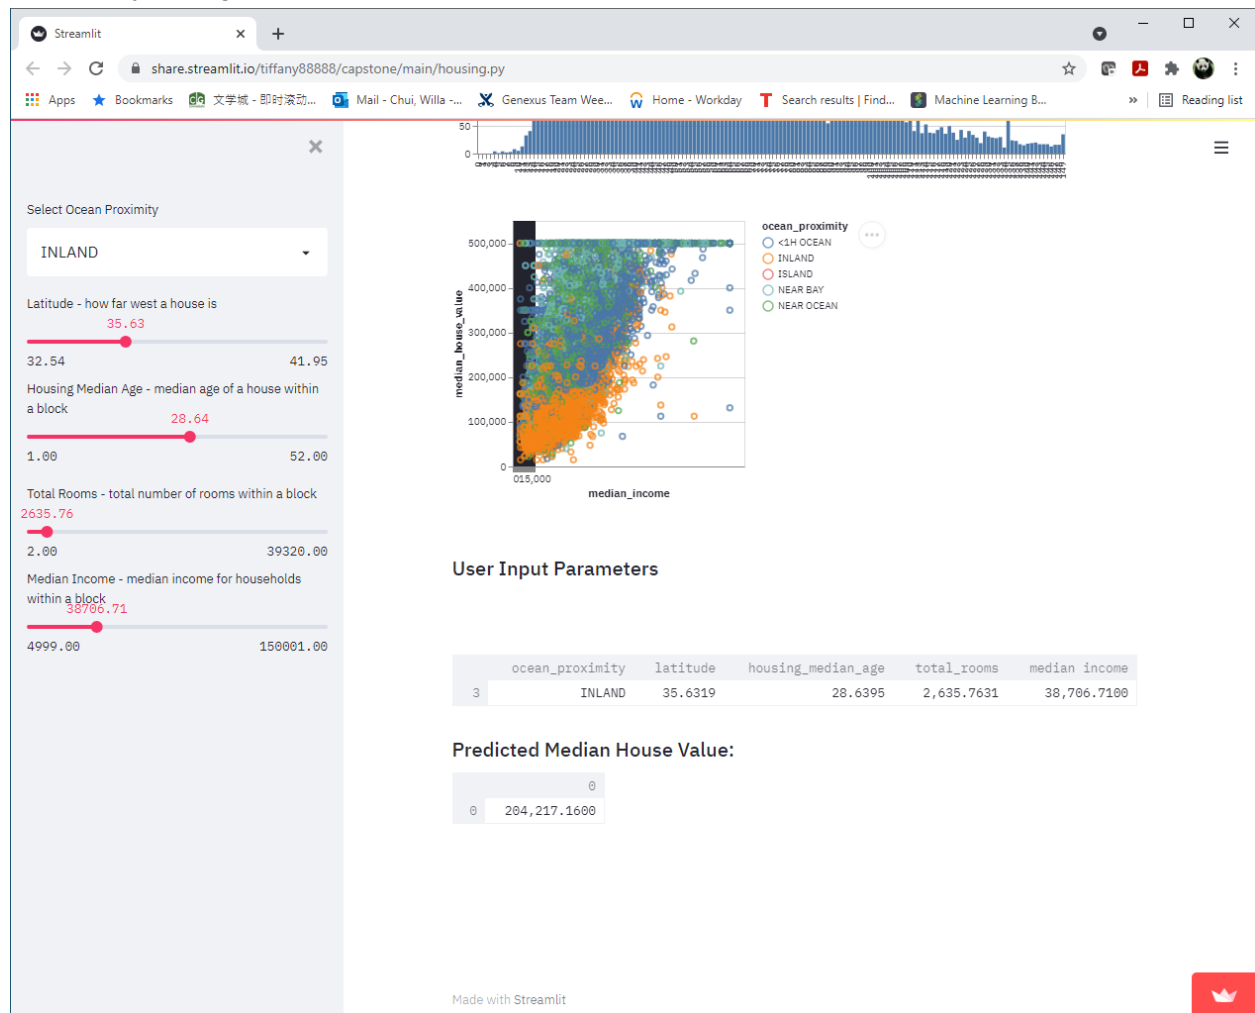 Streamlit
share.streamlit.io/tiffany88888/capstone/main/housing.py
Apps Bookmarks 文学城 - 即时滚动... Mail - Chui, Willa -... Genexus Team Wee... Home - Workday Search results | Find... Machine Learning B... » Reading list
50
0
Select Ocean Proximity
INLAND
Latitude - how far west a house is
35.63
32.54 41.95
Housing Median Age - median age of a house within
a block
28.64
1.00 52.00
Total Rooms - total number of rooms within a block
2635.76
2.00 39320.00
Median Income - median income for households
within a block
38706.71
4999.00 150001.00
ocean_proximity
<1H OCEAN
INLAND
ISLAND
NEAR BAY
NEAR OCEAN
median_house_value
500,000
400,000
300,000
200,000
100,000
0
015,000
median_income
User Input Parameters
ocean_proximity latitude housing_median_age total_rooms median income
3 INLAND 35.6319 28.6395 2,635.7631 38,706.7100
Predicted Median House Value:
0
0 204,217.1600
Made with Streamlit